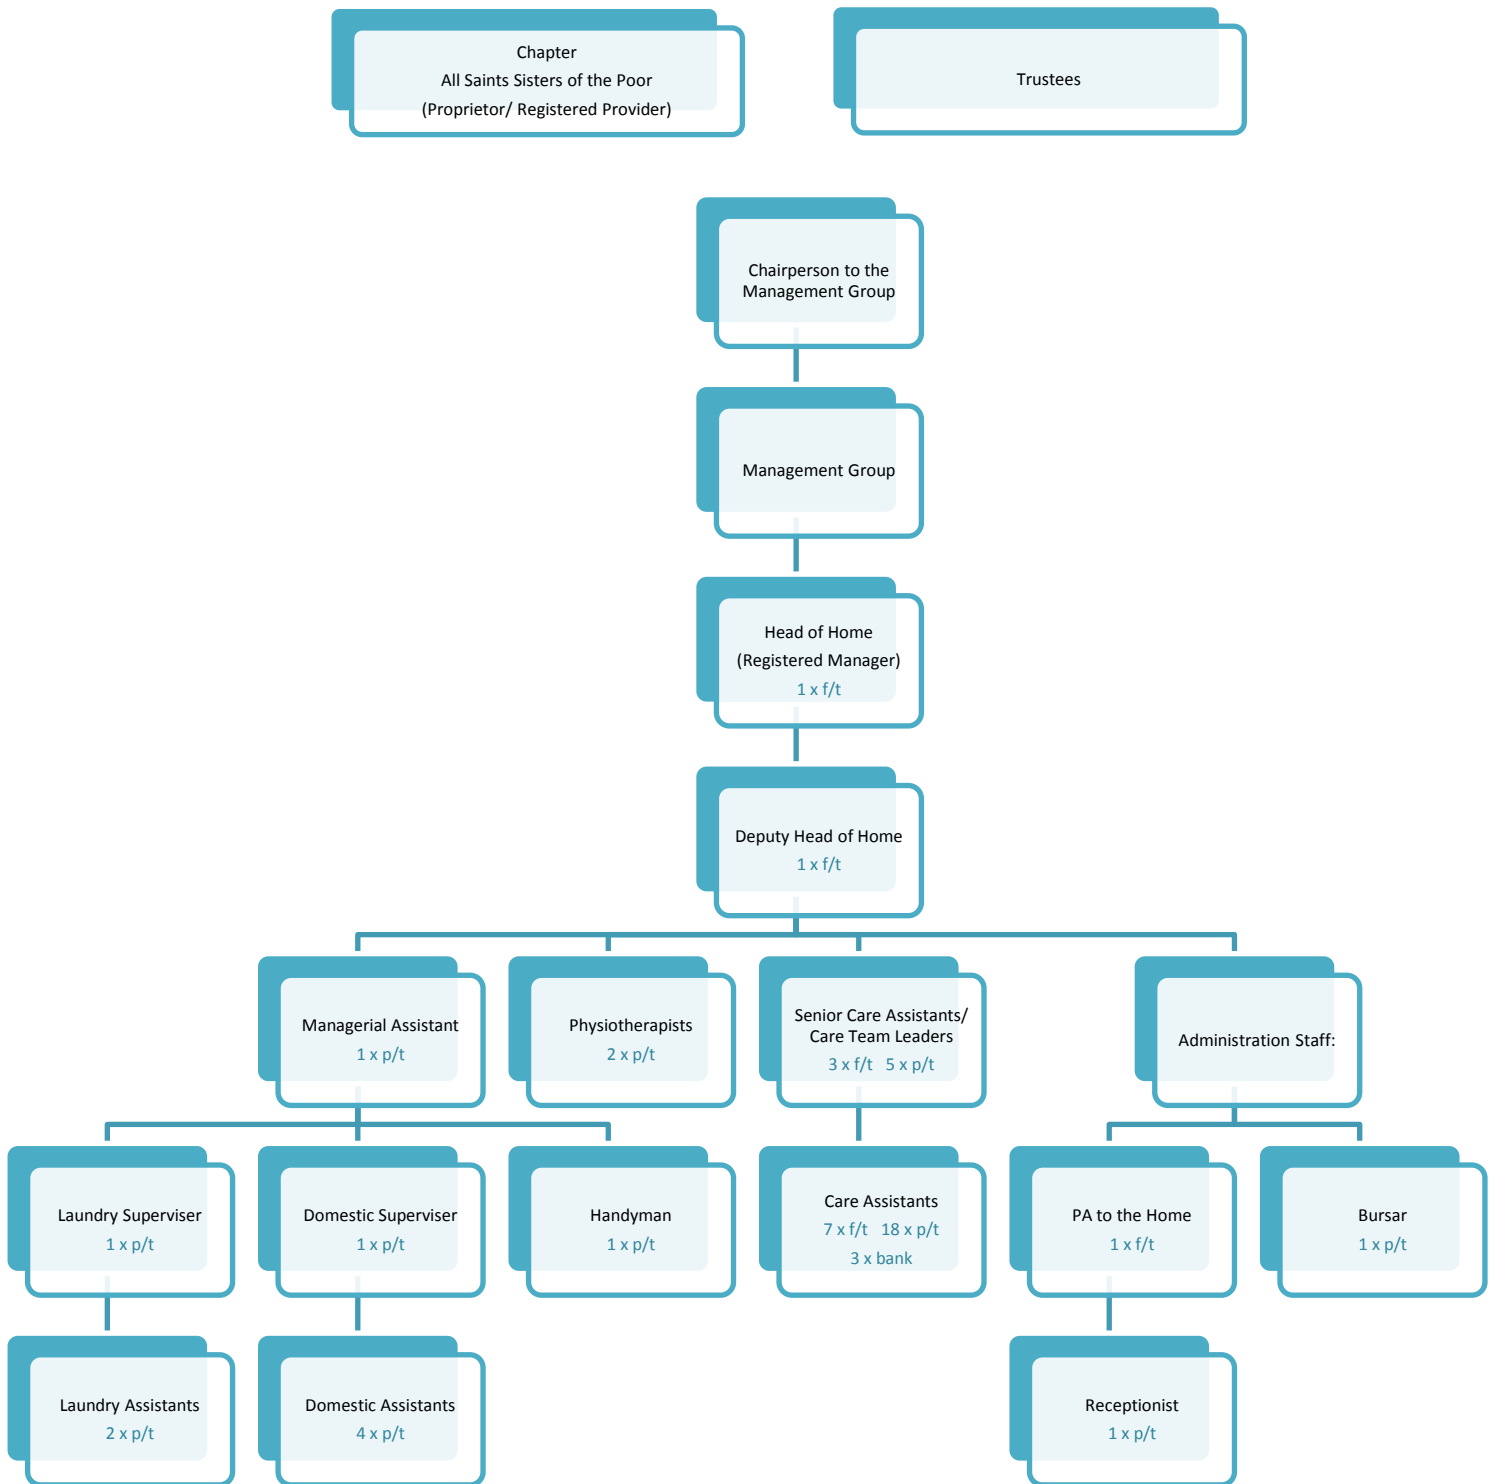 Chapter
All Saints Sisters of the Poor
(Proprietor/ Registered Provider)
Trustees
Chairperson to the
Management Group
Management Group
Head of Home
(Registered Manager)
1 x f/t
Deputy Head of Home
1 x f/t
Managerial Assistant
1 x p/t
Physiotherapists
2 x p/t
Senior Care Assistants/
Care Team Leaders
3 x f/t 5 x p/t
Administration Staff:
Laundry Superviser
1 x p/t
Domestic Superviser
1 x p/t
Handyman
1 x p/t
Care Assistants
7 x f/t 18 x p/t
3 x bank
PA to the Home
1 x f/t
Bursar
1 x p/t
Laundry Assistants
2 x p/t
Domestic Assistants
4 x p/t
Receptionist
1 x p/t